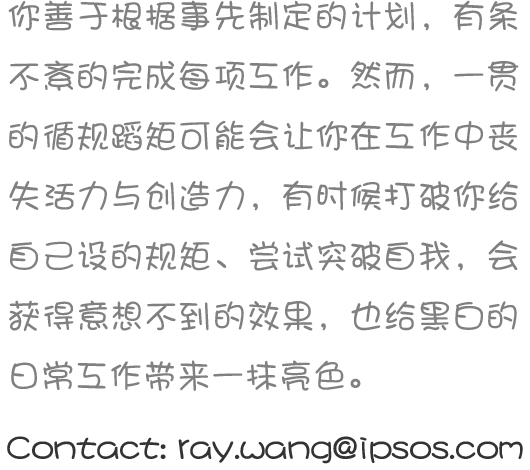 你善于根据事先制定的计划，有条
不紊的完成每项工作。然而，一贯
的循规蹈矩可能会让你在工作中丧
失活力与创造力，有时候打破你给
自己设的规矩、尝试突破自我，会
获得意想不到的效果，也给黑白的
日常工作带来一抹亮色。
Contact: ray.wang@ipsos.com